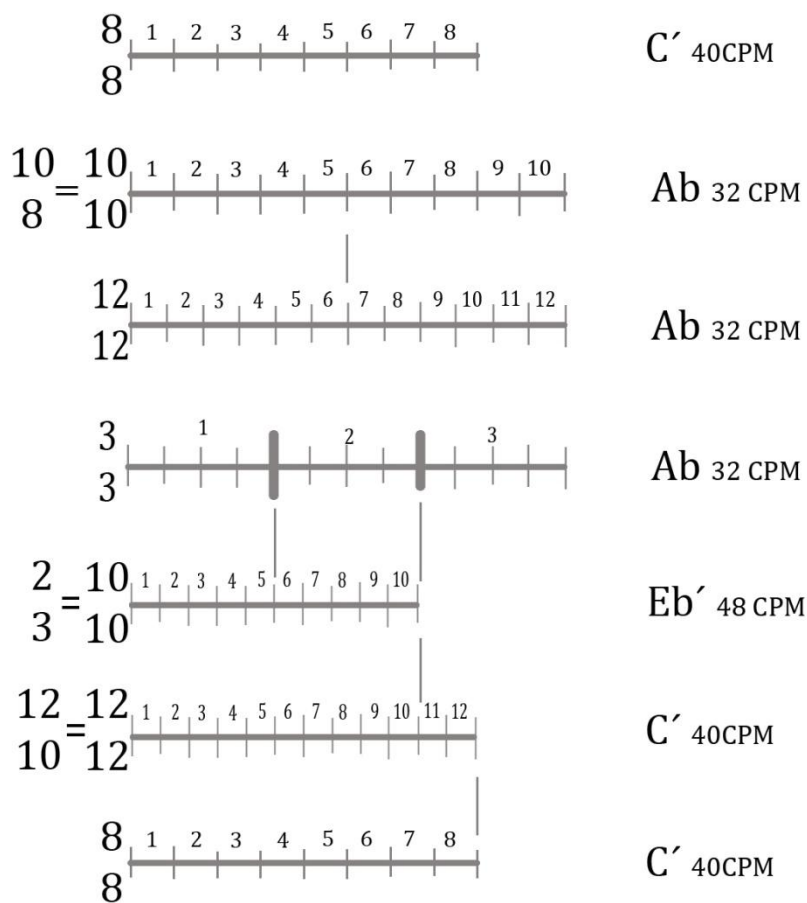 8 1 2 3 4 5 6 7 8
8
C′ 40CPM
10 = 10 1 2 3 4 5 6 7 8 9 10
8 10
Ab 32 CPM
12 1 2 3 4 5 6 7 8 9 10 11 12
12
Ab 32 CPM
3 1 2 3
3
Ab 32 CPM
2 = 10 1 2 3 4 5 6 7 8 9 10
3 10
Eb′ 48 CPM
12 = 12 1 2 3 4 5 6 7 8 9 10 11 12
10 12
C′ 40CPM
8 1 2 3 4 5 6 7 8
8
C′ 40CPM